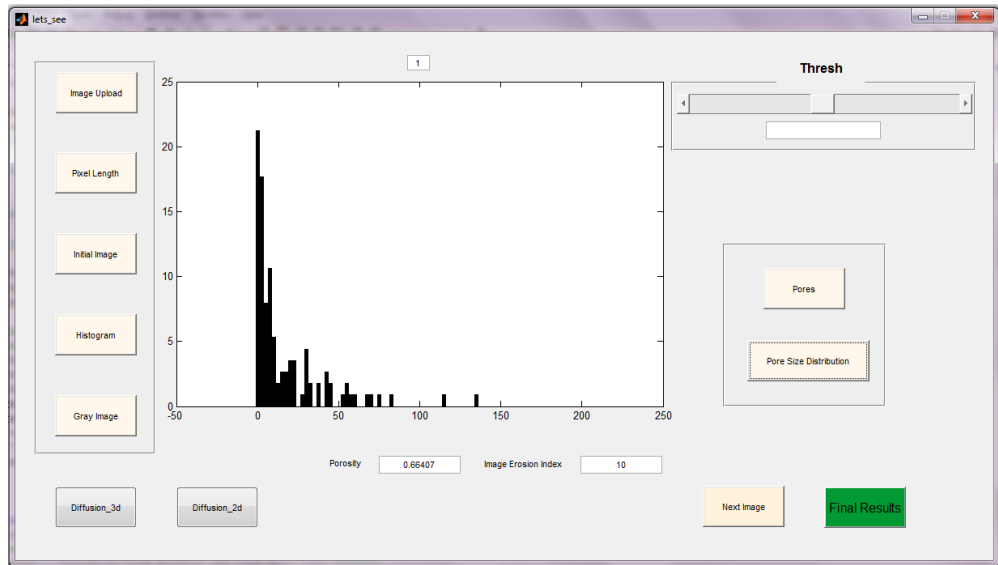 lets_see
1
Image Upload
Pixel Length
Initial Image
Histogram
Gray Image
25
20
15
10
5
0
-50
0
50
100
150
200
250
Thresh
Pores
Pore Size Distribution
Porosity
0.66407
Image Erosion Index
10
Diffusion_3d
Diffusion_2d
Next Image
Final Results